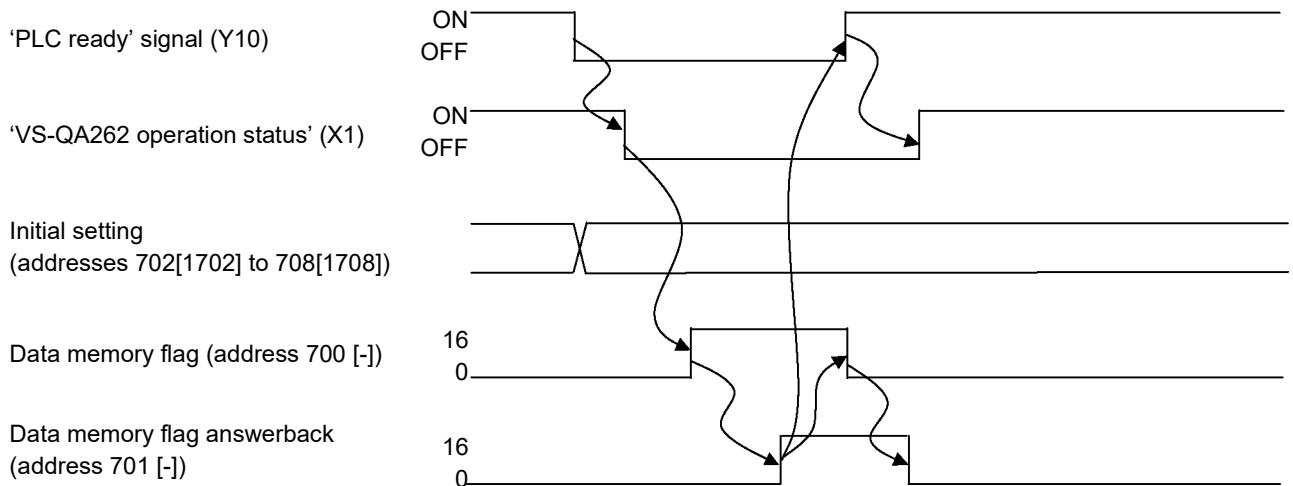 ‘PLC ready’ signal (Y10)
ON
OFF
‘VS-QA262 operation status’ (X1)
ON
OFF
Initial setting
(addresses 702[1702] to 708[1708])
Data memory flag (address 700 [-])
16
0
Data memory flag answerback
(address 701 [-])
16
0